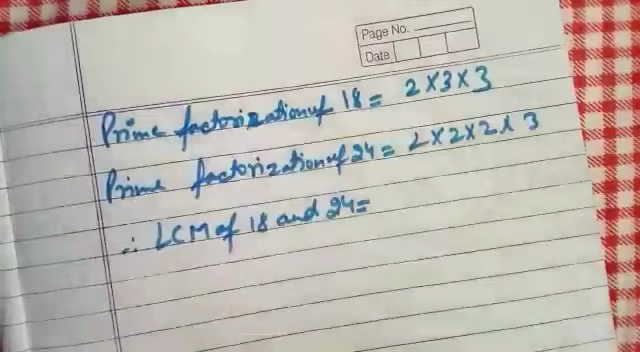 Page No.
Date
Prime factorization of 18 = 2×3×3
Prime factorization of 24 = 2×2×2×3
∴ LCM of 18 and 24=